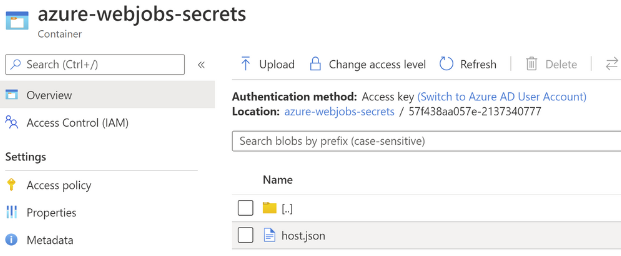 azure-webjobs-secrets
Container
Search (Ctrl+/)
«
Overview
Access Control (IAM)
Settings
Access policy
Properties
Metadata
Upload
Change access level
Refresh
Delete
Authentication method: Access key (Switch to Azure AD User Account)
Location: azure-webjobs-secrets / 57f438aa057e-2137340777
Search blobs by prefix (case-sensitive)
Name
[..]
host.json